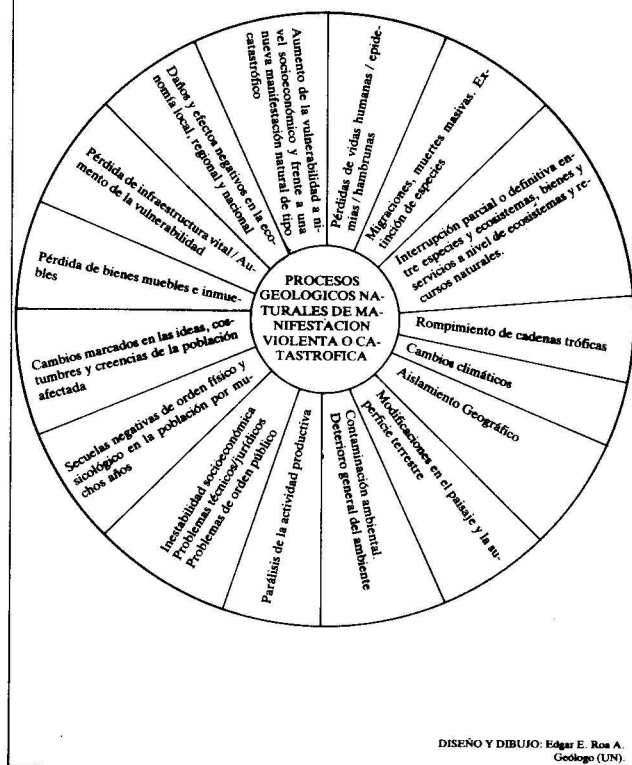 PROCESOS
GEOLOGICOS NA-
TURALES DE MA-
NIFESTACION
VIOLENTA O CA-
TASTROFICA
Pérdidas de vidas humanas / epide-
mias / hambrunas
Migraciones, muertes masivas. Ex-
tinción de especies
Interrupción parcial o definitiva en-
tre especies y ecosistemas, bienes y
servicios a nivel de ecosistemas y re-
cursos naturales.
Rompimiento de cadenas tróficas
Cambios climáticos
Aislamiento Geográfico
Modificaciones en el paisaje y la su-
perficie terrestre
Contaminación ambiental.
Deterioro general del ambiente
Parálisis de la actividad productiva
Inestabilidad socioeconómica
Problemas técnicos/jurídicos
Problemas de orden público
Secuelas negativas de orden físico y
sicológico en la población por mu-
chos años
Cambios marcados en las ideas, cos-
tumbres y creencias de la población
afectada
Pérdida de bienes muebles e inmue-
bles
Pérdida de infraestructura vital / Au-
mento de la vulnerabilidad
Daños y efectos negativos en la eco-
nomía local, regional y nacional
Aumento de la vulnerabilidad a ni-
vel socioeconómico y frente a una
nueva manifestación natural de tipo
catastrófico
DISEÑO Y DIBUJO: Edgar E. Roa A.
Geólogo (UN).